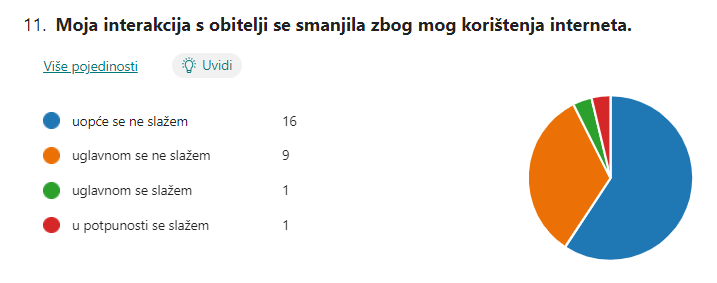 11. Moja interakcija s obitelji se smanjila zbog mog korištenja interneta.
Više pojedinosti
Uvidi
uopće se ne slažem 16
uglavnom se ne slažem 9
uglavnom se slažem 1
u potpunosti se slažem 1